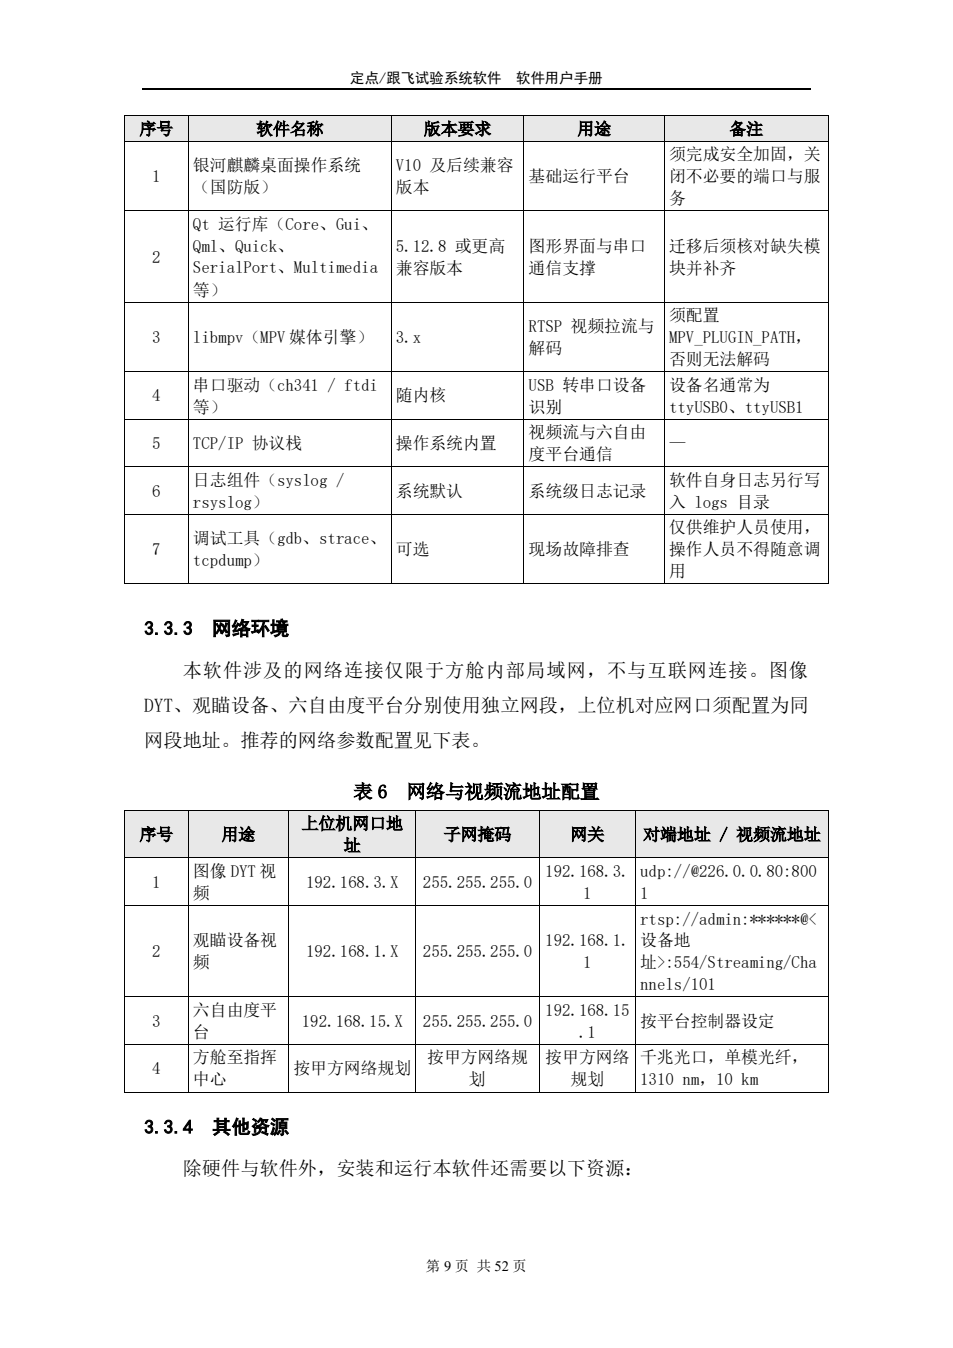 定点/跟飞试验系统软件 软件用户手册
序号 软件名称 版本要求 用途 备注
1 银河麒麟桌面操作系统（国防版） V10 及后续兼容版本 基础运行平台 须完成安全加固，关闭不必要的端口与服务
2 Qt 运行库（Core、Gui、Qml、Quick、SerialPort、Multimedia 等） 5.12.8 或更高兼容版本 图形界面与串口通信支撑 迁移后须核对缺失模块并补齐
3 libmpv（MPV 媒体引擎） 3.x RTSP 视频拉流与解码 须配置 MPV_PLUGIN_PATH，否则无法解码
4 串口驱动（ch341 / ftdi 等） 随内核 USB 转串口设备识别 设备名通常为 ttyUSB0、ttyUSB1
5 TCP/IP 协议栈 操作系统内置 视频流与六自由度平台通信 —
6 日志组件（syslog / rsyslog） 系统默认 系统级日志记录 软件自身日志另行写入 logs 目录
7 调试工具（gdb、strace、tcpdump） 可选 现场故障排查 仅供维护人员使用，操作人员不得随意调用
3.3.3 网络环境
本软件涉及的网络连接仅限于方舱内部局域网，不与互联网连接。图像
DYT、观瞄设备、六自由度平台分别使用独立网段，上位机对应网口须配置为同
网段地址。推荐的网络参数配置见下表。
表 6 网络与视频流地址配置
序号 用途 上位机网口地址 子网掩码 网关 对端地址 / 视频流地址
1 图像 DYT 视频 192.168.3.X 255.255.255.0 192.168.3.1 udp://@226.0.0.80:8001
2 观瞄设备视频 192.168.1.X 255.255.255.0 192.168.1.1 rtsp://admin:******@<设备地址>:554/Streaming/Channels/101
3 六自由度平台 192.168.15.X 255.255.255.0 192.168.15.1 按平台控制器设定
4 方舱至指挥中心 按甲方网络规划 按甲方网络规划 按甲方网络规划 千兆光口，单模光纤，1310 nm，10 km
3.3.4 其他资源
除硬件与软件外，安装和运行本软件还需要以下资源：
第 9 页 共 52 页